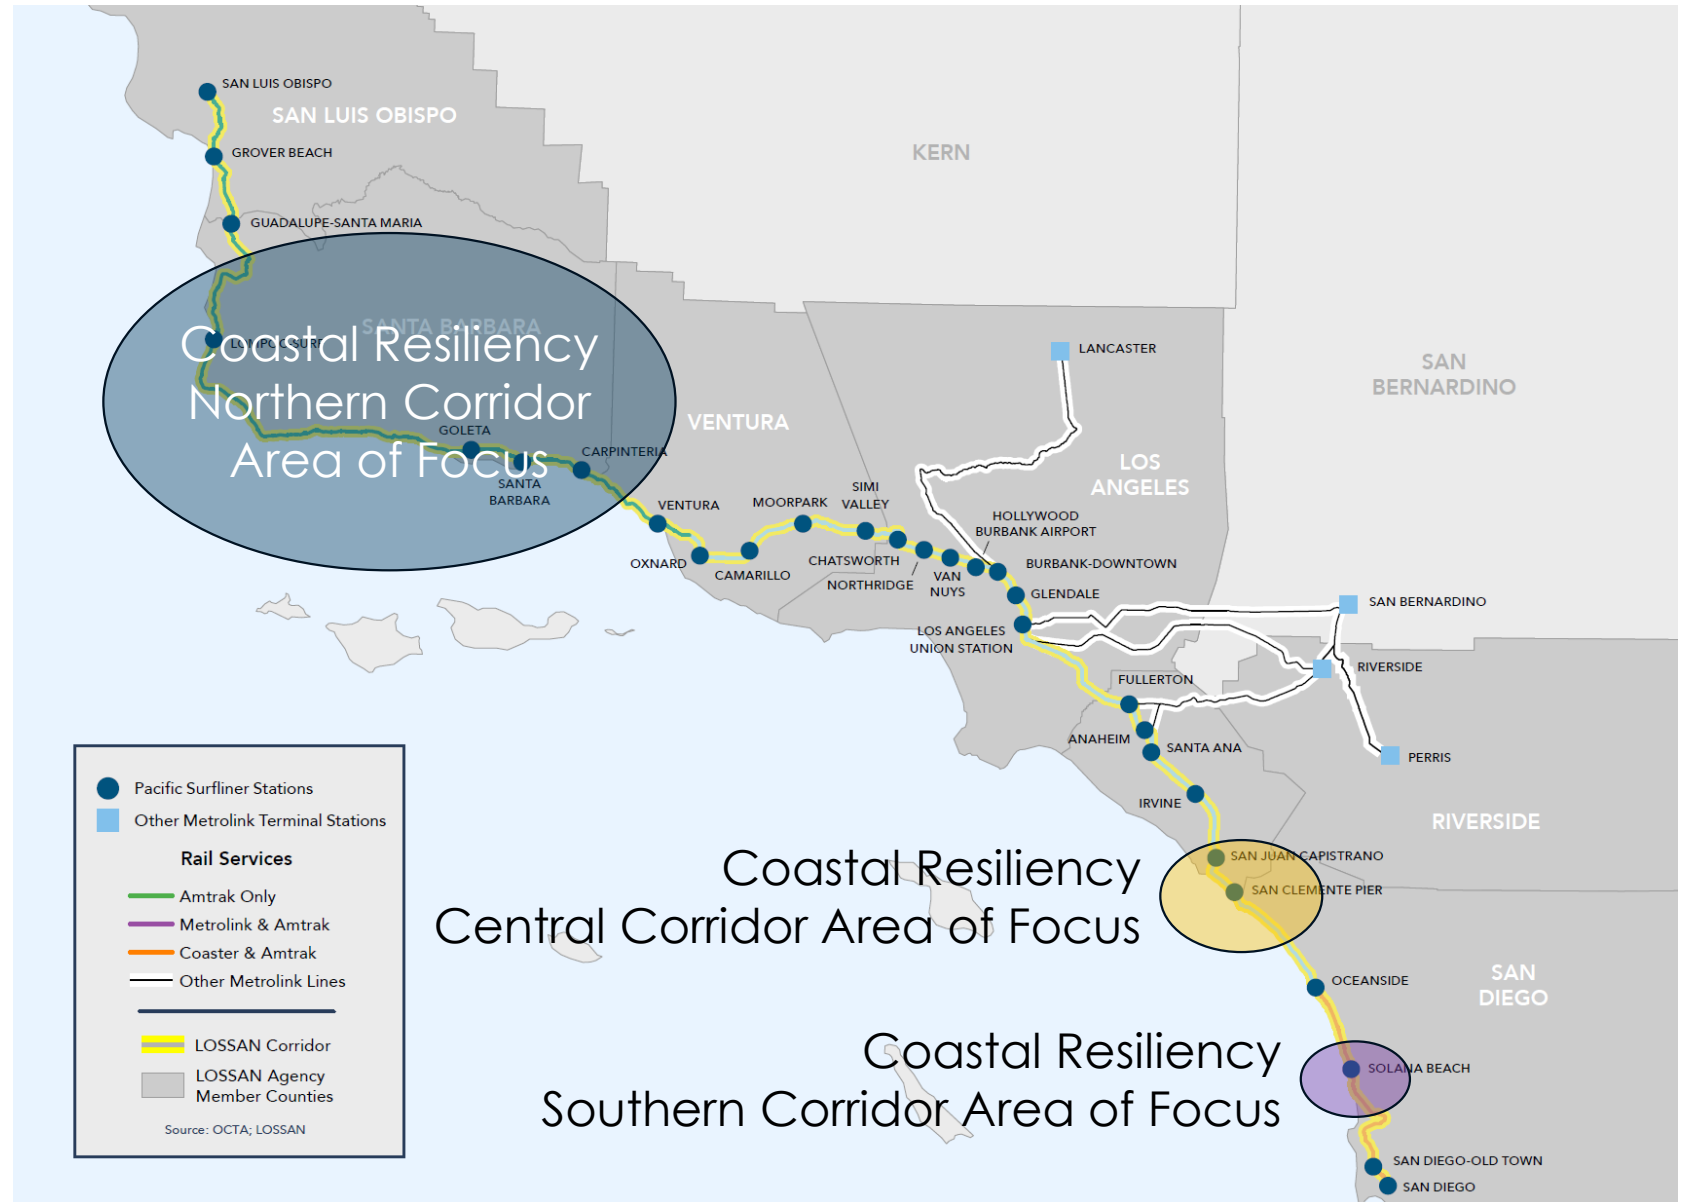 SAN LUIS OBISPO
SAN LUIS OBISPO
GROVER BEACH
KERN
GUADALUPE-SANTA MARIA
SANTA BARBARA
LOMPOC-SURF
Coastal Resiliency
Northern Corridor
Area of Focus
GOLETA
SANTA
BARBARA
CARPINTERIA
VENTURA
LANCASTER
SAN
BERNARDINO
LOS
ANGELES
VENTURA
OXNARD
CAMARILLO
MOORPARK
SIMI
VALLEY
CHATSWORTH
NORTHRIDGE
VAN
NUYS
HOLLYWOOD
BURBANK AIRPORT
BURBANK-DOWNTOWN
GLENDALE
LOS ANGELES
UNION STATION
SAN BERNARDINO
RIVERSIDE
FULLERTON
ANAHEIM
SANTA ANA
PERRIS
IRVINE
RIVERSIDE
SAN JUAN CAPISTRANO
SAN CLEMENTE PIER
Coastal Resiliency
Central Corridor Area of Focus
OCEANSIDE
SAN
DIEGO
Coastal Resiliency
Southern Corridor Area of Focus
SOLANA BEACH
SAN DIEGO-OLD TOWN
SAN DIEGO
Pacific Surfliner Stations
Other Metrolink Terminal Stations
Rail Services
Amtrak Only
Metrolink & Amtrak
Coaster & Amtrak
Other Metrolink Lines
LOSSAN Corridor
LOSSAN Agency
Member Counties
Source: OCTA; LOSSAN